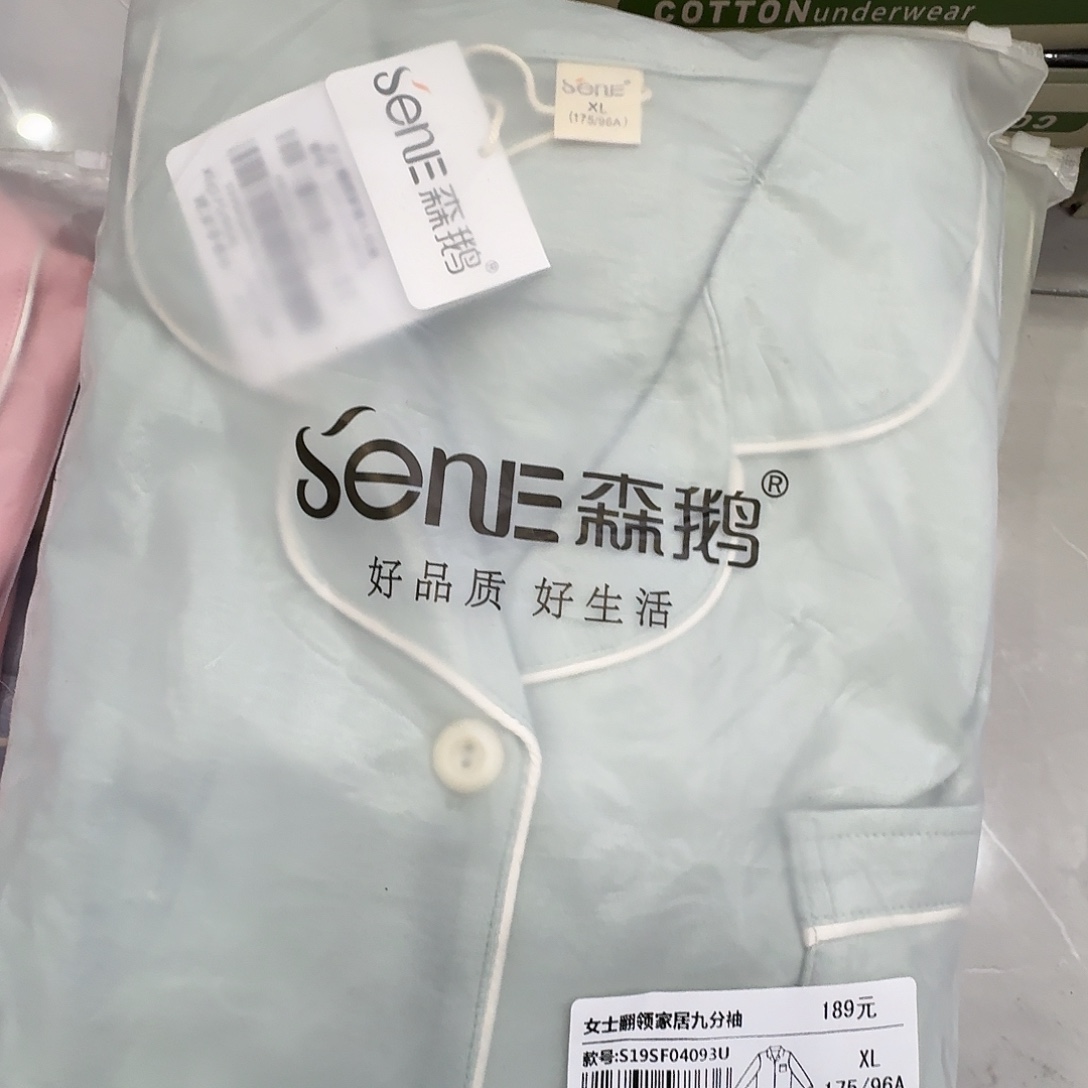 COTTONunderwear
SENE
XL
(175/96A)
SENE森鹅®
SENE森鹅®
好品质 好生活
女士翻领家居九分袖 189元
款号:S19SF04093U XL
175/96A